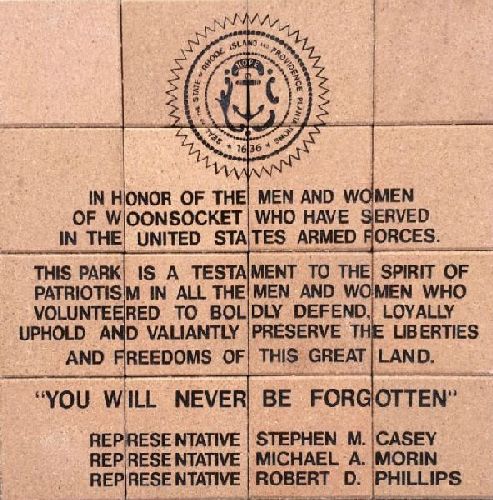 SEAL OF THE STATE OF RHODE ISLAND AND PROVIDENCE PLANTATIONS
HOPE
1636
IN HONOR OF THE MEN AND WOMEN
OF WOONSOCKET WHO HAVE SERVED
IN THE UNITED STATES ARMED FORCES.
THIS PARK IS A TESTAMENT TO THE SPIRIT OF
PATRIOTISM IN ALL THE MEN AND WOMEN WHO
VOLUNTEERED TO BOLDLY DEFEND, LOYALLY
UPHOLD AND VALIANTLY PRESERVE THE LIBERTIES
AND FREEDOMS OF THIS GREAT LAND.
"YOU WILL NEVER BE FORGOTTEN"
REPRESENTATIVE STEPHEN M. CASEY
REPRESENTATIVE MICHAEL A. MORIN
REPRESENTATIVE ROBERT D. PHILLIPS